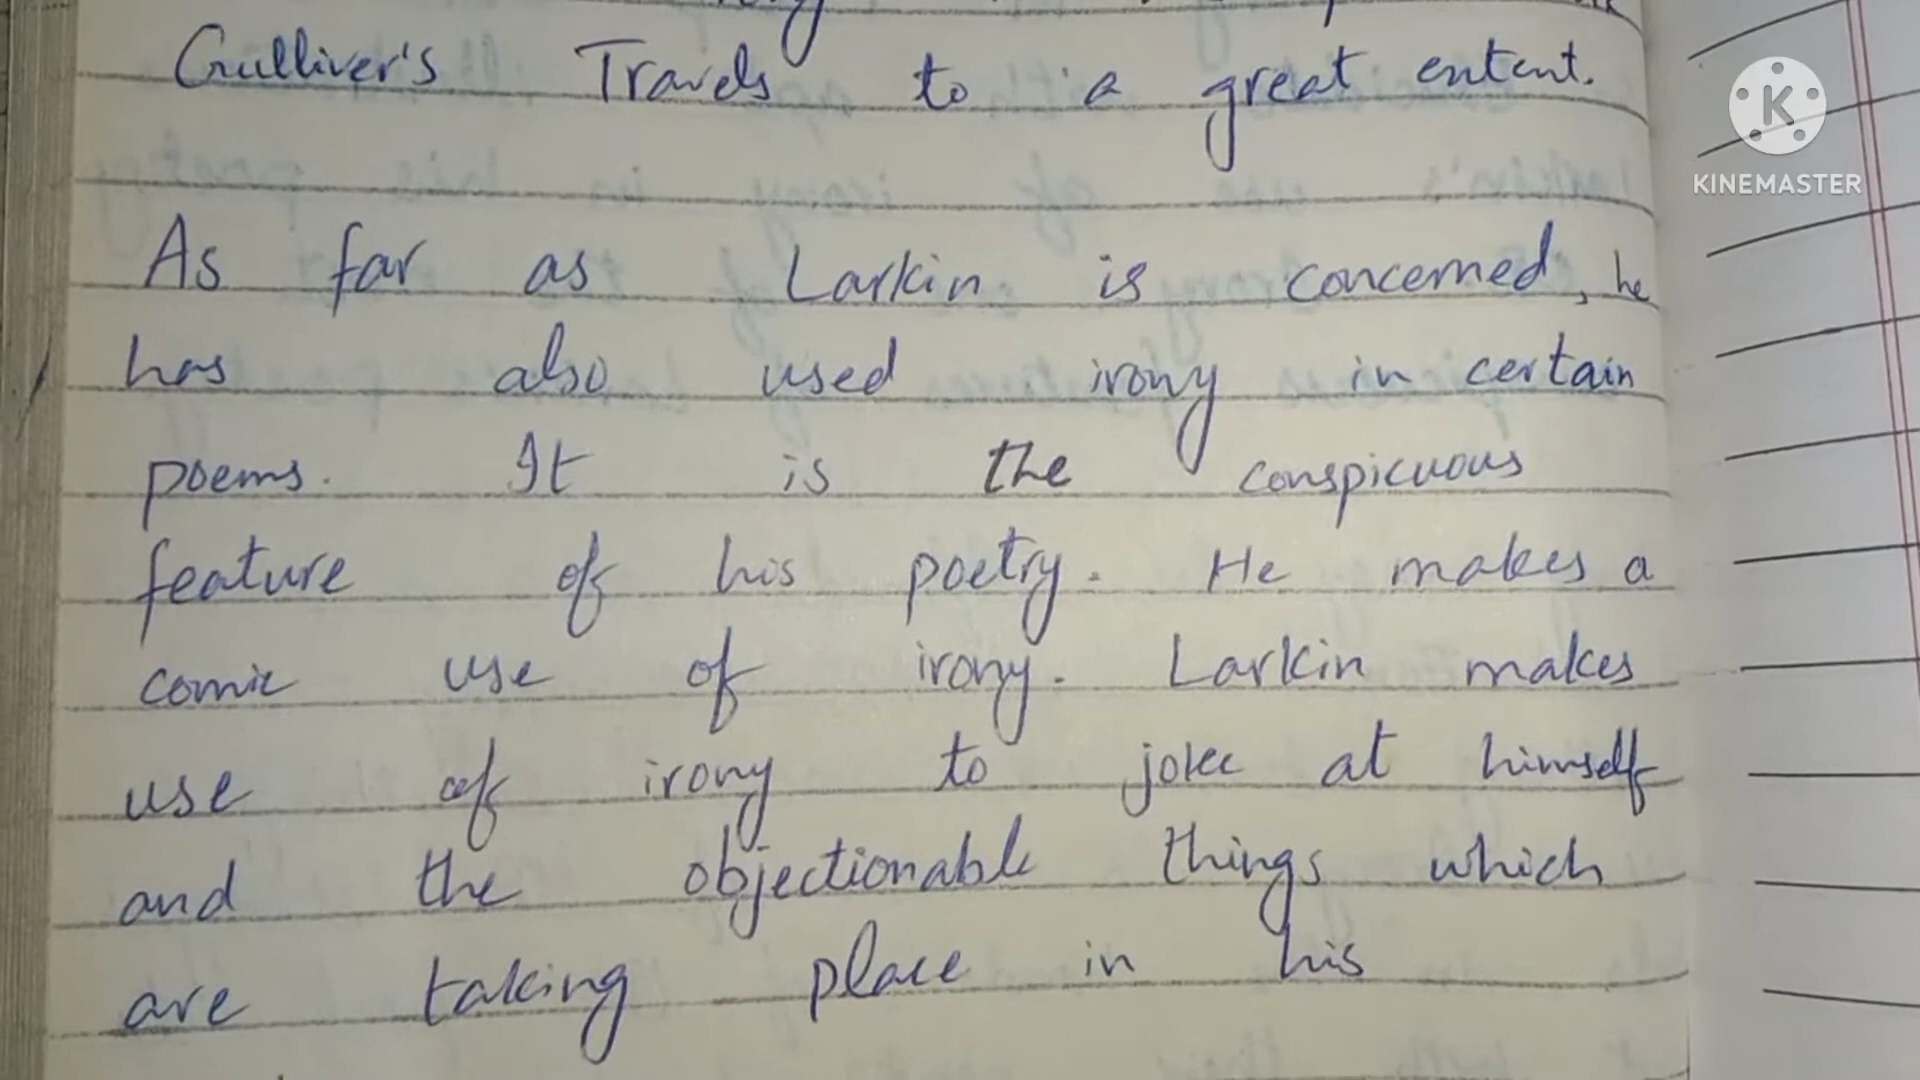 Gulliver's Travels to a great extent.
As far as Larkin is concerned, he
has also used irony in certain
poems. It is the conspicuous
feature of his poetry. He makes a
comic use of irony. Larkin makes
use of irony to joke at himself
and the objectionable things which
are taking place in his
KINEMASTER